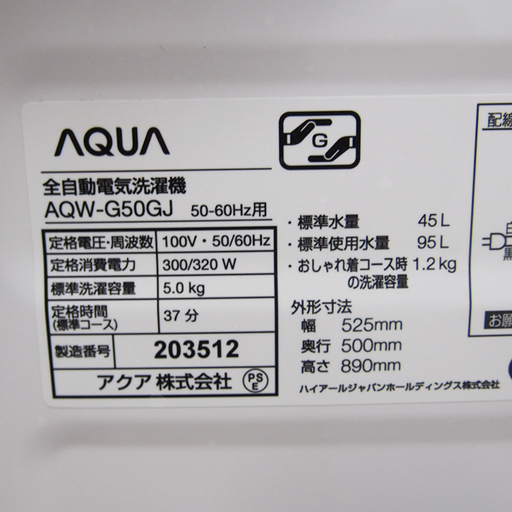 AQUA
G
全自動電気洗濯機
AQW-G50GJ 50-60Hz用
定格電圧・周波数 100V・50/60Hz
定格消費電力 300/320 W
標準洗濯容量 5.0 kg
定格時間 37 分
(標準コース)
製造番号 203512
アクア 株式会社 PSE
・標準水量 45 L
・標準使用水量 95 L
・おしゃれ着コース時 1.2 kg
の洗濯容量
外形寸法
幅 525mm
奥行 500mm
高さ 890mm
ハイアールジャパンホールディングス株式会社
配線
白
黒
お願